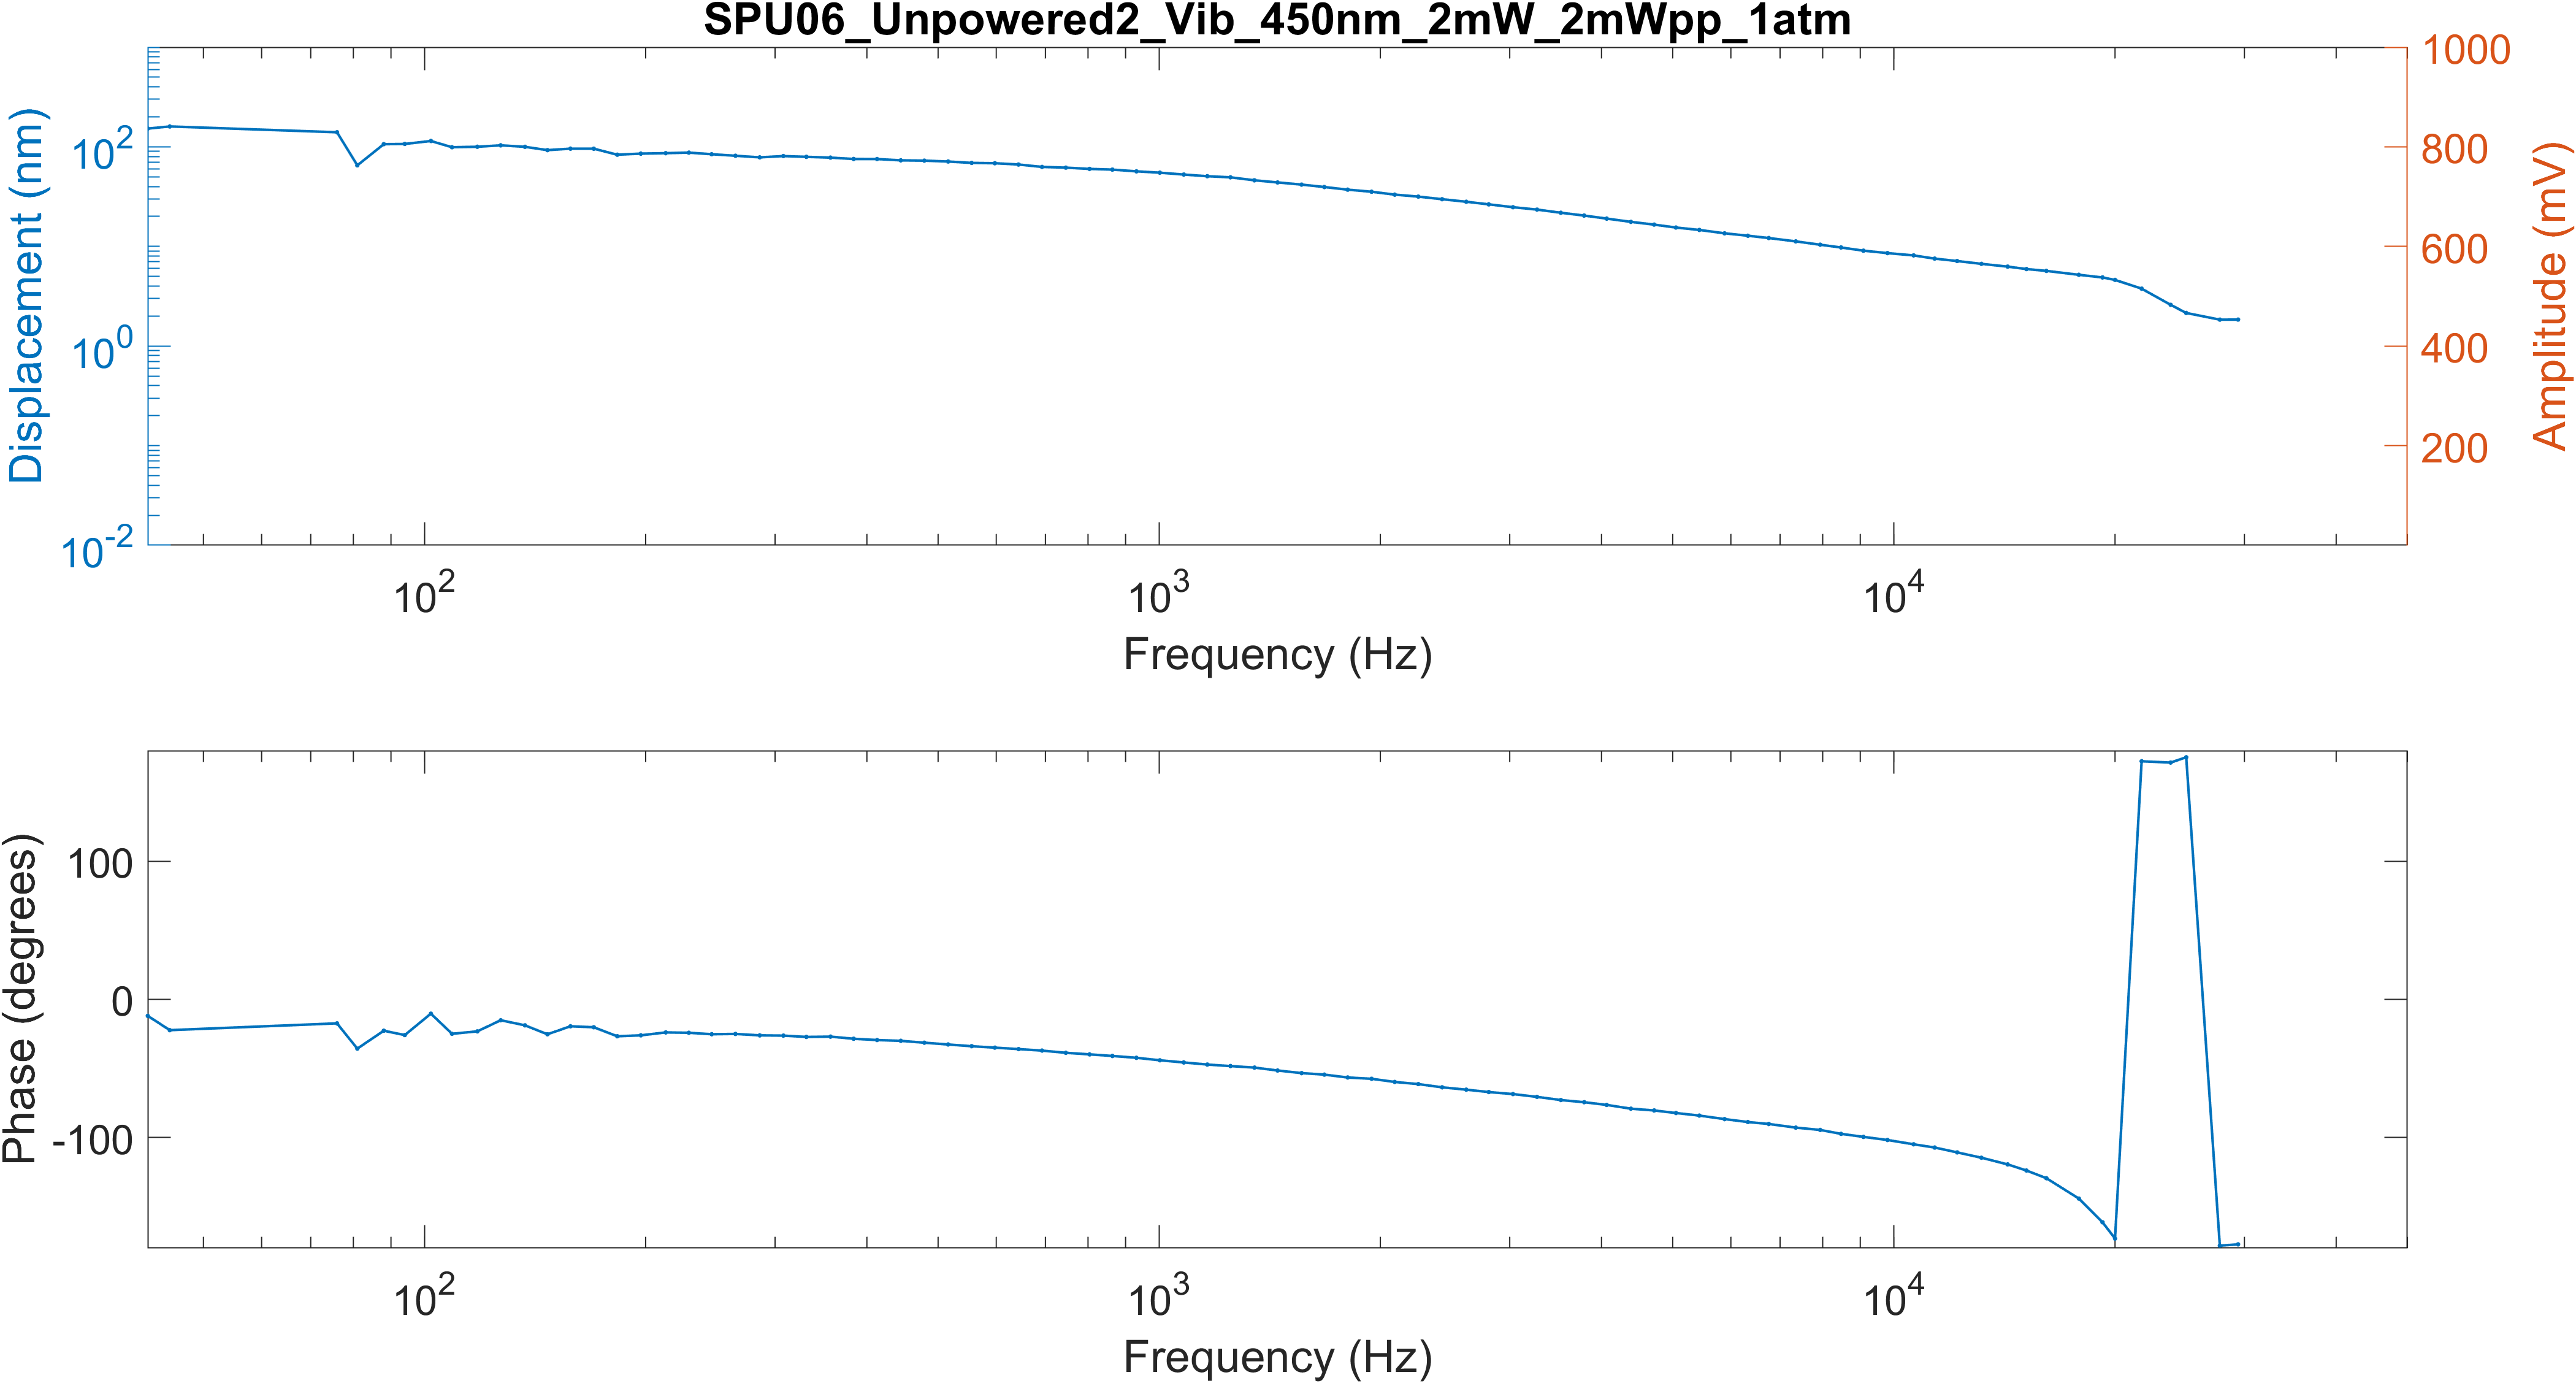 SPU06_Unpowered2_Vib_450nm_2mW_2mWpp_1atm
Displacement (nm)
10^2
10^0
10^-2
1000
800
600
400
200
Amplitude (mV)
10^2
10^3
10^4
Frequency (Hz)
Phase (degrees)
100
0
-100
10^2
10^3
10^4
Frequency (Hz)